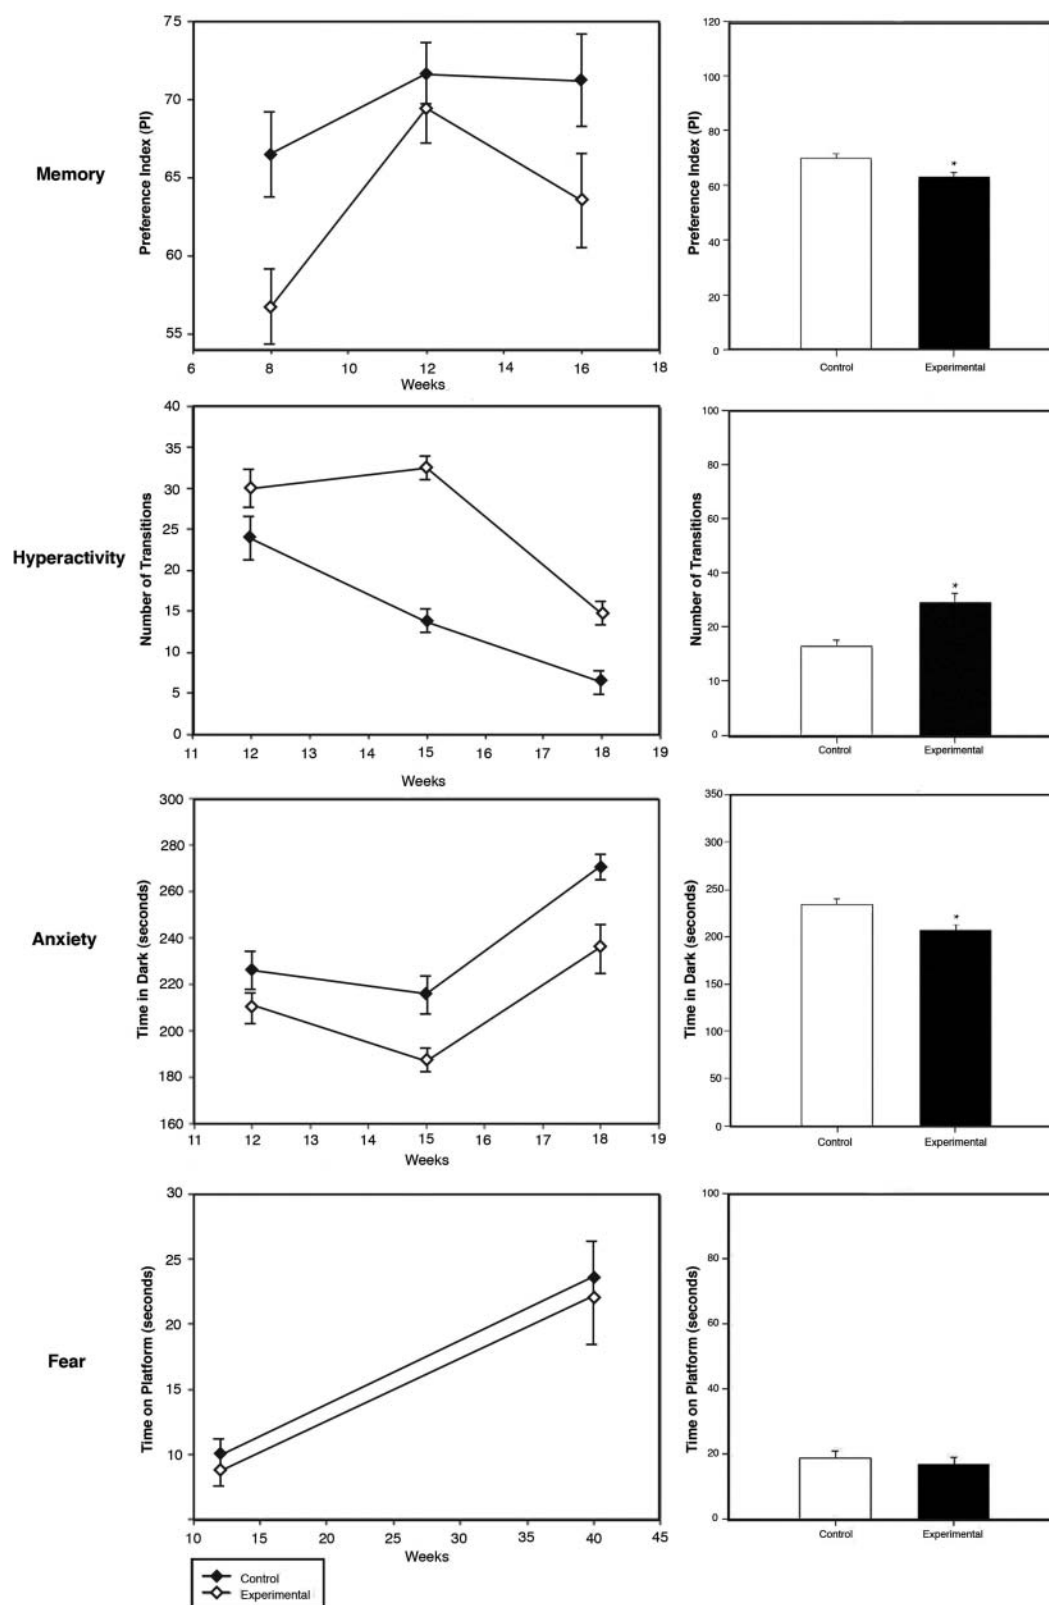 Memory
Preference Index (PI)
75
70
65
60
55
6 8 10 12 14 16 18
Weeks
Preference Index (PI)
120
100
80
60
40
20
0
*
Control Experimental
Hyperactivity
Number of Transitions
40
35
30
25
20
15
10
5
0
11 12 13 14 15 16 17 18 19
Weeks
Number of Transitions
100
80
60
40
20
10
0
*
Control Experimental
Anxiety
Time in Dark (seconds)
300
280
260
240
220
200
180
160
11 12 13 14 15 16 17 18 19
Weeks
Time in Dark (seconds)
350
300
250
200
150
100
50
0
*
Control Experimental
Fear
Time on Platform (seconds)
30
25
20
15
10
10 15 20 25 30 35 40 45
Weeks
Time on Platform (seconds)
100
80
60
40
20
0
Control Experimental
Control
Experimental